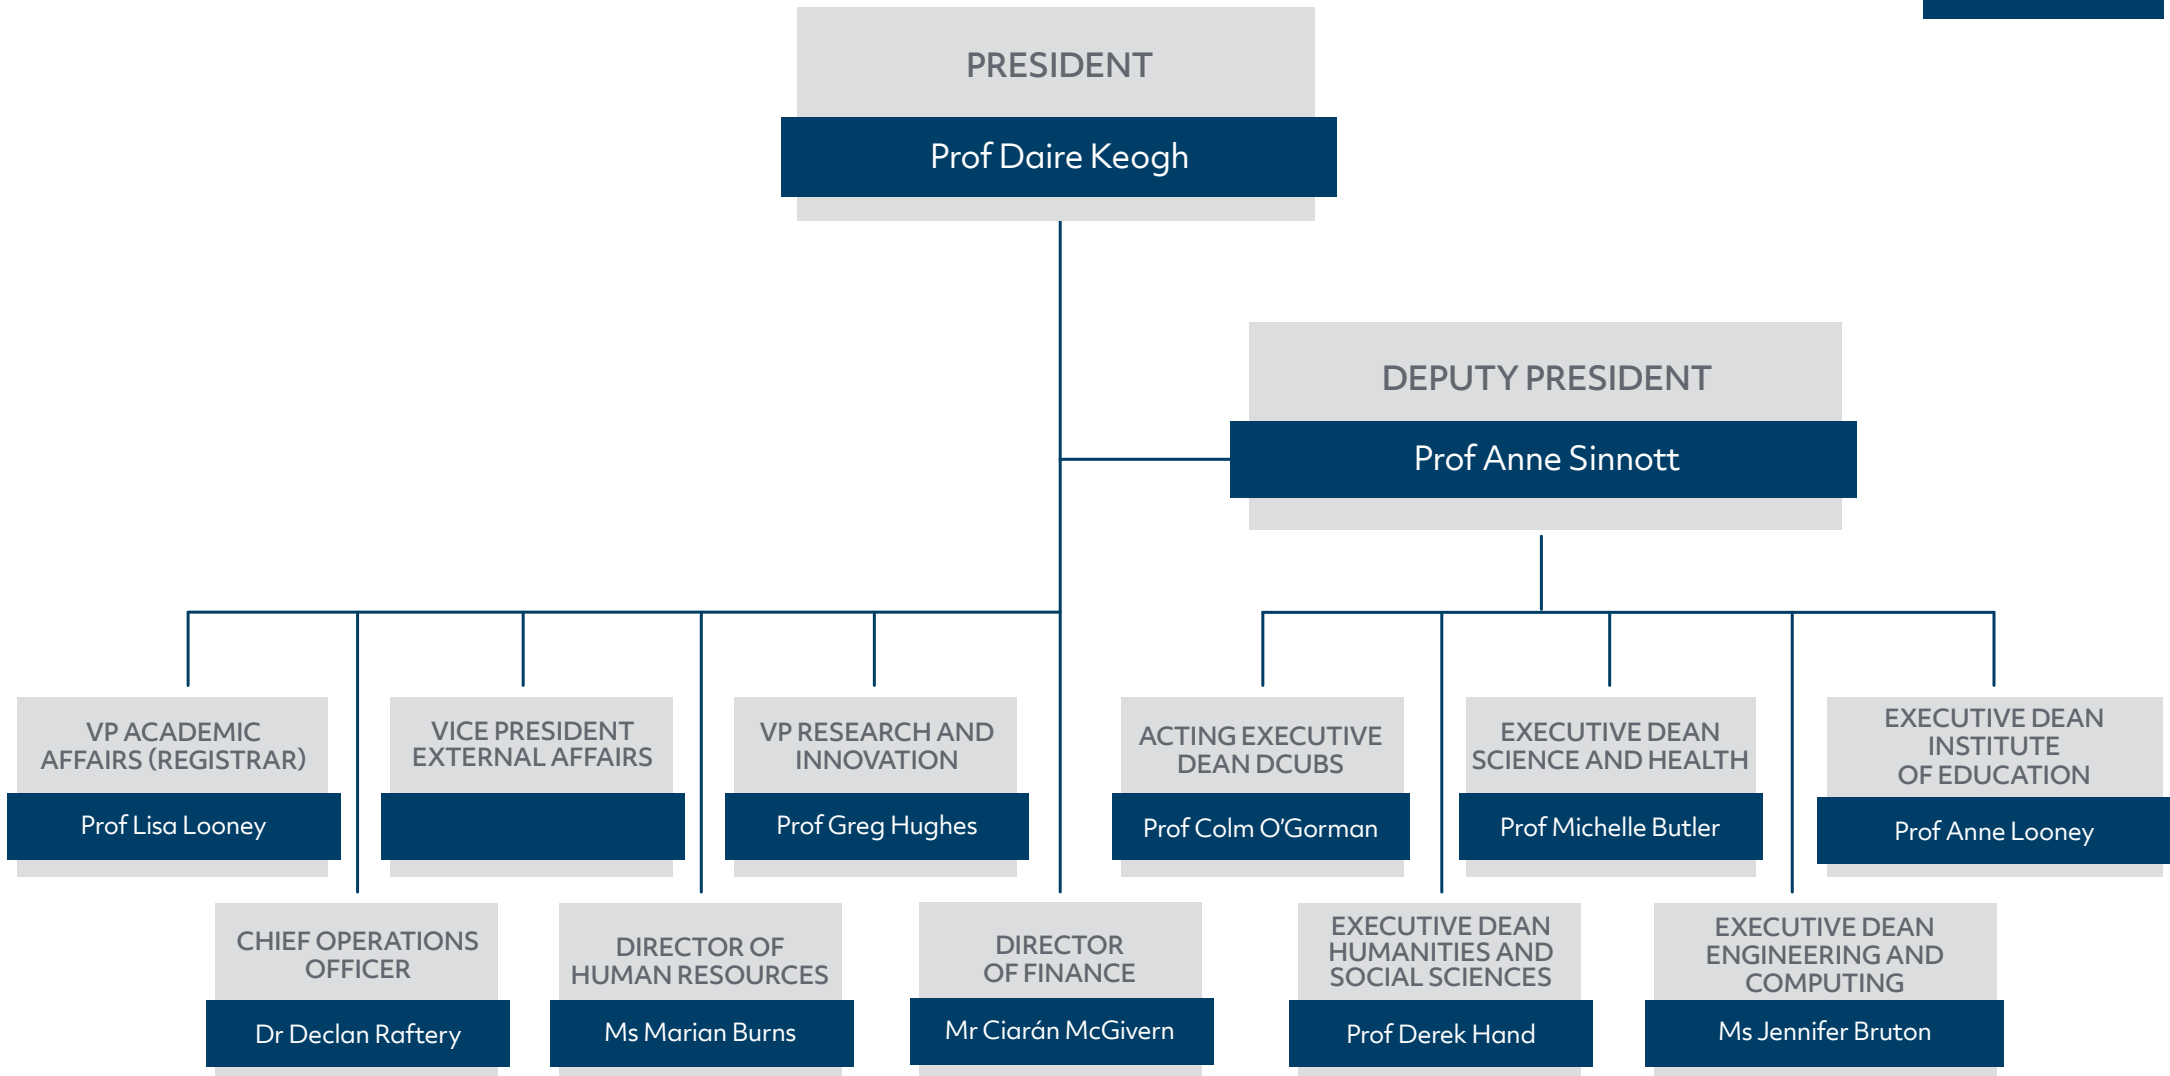 PRESIDENT
Prof Daire Keogh
DEPUTY PRESIDENT
Prof Anne Sinnott
VP ACADEMIC
AFFAIRS (REGISTRAR)
Prof Lisa Looney
VICE PRESIDENT
EXTERNAL AFFAIRS
VP RESEARCH AND
INNOVATION
Prof Greg Hughes
ACTING EXECUTIVE
DEAN DCUBS
Prof Colm O'Gorman
EXECUTIVE DEAN
SCIENCE AND HEALTH
Prof Michelle Butler
EXECUTIVE DEAN
INSTITUTE
OF EDUCATION
Prof Anne Looney
CHIEF OPERATIONS
OFFICER
Dr Declan Raftery
DIRECTOR OF
HUMAN RESOURCES
Ms Marian Burns
DIRECTOR
OF FINANCE
Mr Ciarán McGivern
EXECUTIVE DEAN
HUMANITIES AND
SOCIAL SCIENCES
Prof Derek Hand
EXECUTIVE DEAN
ENGINEERING AND
COMPUTING
Ms Jennifer Bruton